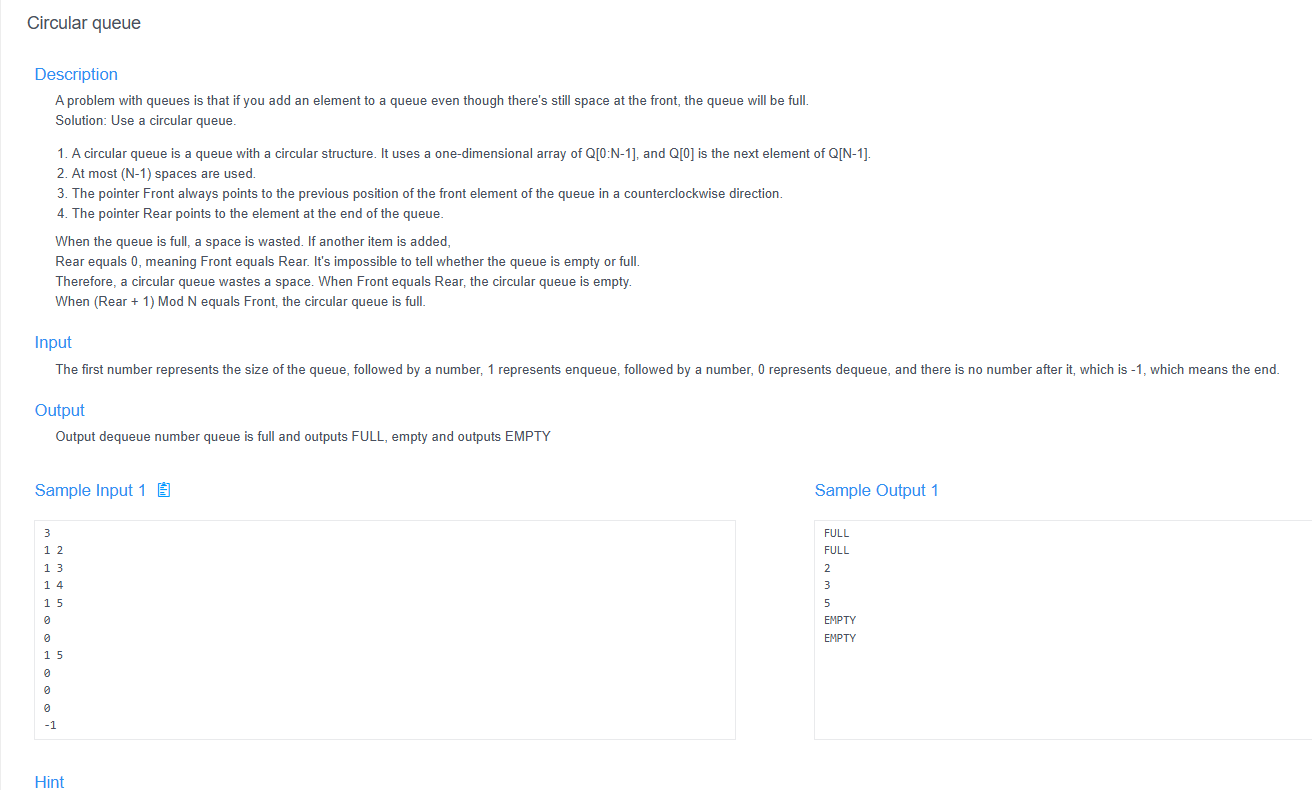 Circular queue
Description
A problem with queues is that if you add an element to a queue even though there's still space at the front, the queue will be full.
Solution: Use a circular queue.
1. A circular queue is a queue with a circular structure. It uses a one-dimensional array of Q[0:N-1], and Q[0] is the next element of Q[N-1].
2. At most (N-1) spaces are used.
3. The pointer Front always points to the previous position of the front element of the queue in a counterclockwise direction.
4. The pointer Rear points to the element at the end of the queue.
When the queue is full, a space is wasted. If another item is added,
Rear equals 0, meaning Front equals Rear. It's impossible to tell whether the queue is empty or full.
Therefore, a circular queue wastes a space. When Front equals Rear, the circular queue is empty.
When (Rear + 1) Mod N equals Front, the circular queue is full.
Input
The first number represents the size of the queue, followed by a number, 1 represents enqueue, followed by a number, 0 represents dequeue, and there is no number after it, which is -1, which means the end.
Output
Output dequeue number queue is full and outputs FULL, empty and outputs EMPTY
Sample Input 1
3
1 2
1 3
1 4
1 5
0
0
1 5
0
0
0
-1
Sample Output 1
FULL
FULL
2
3
5
EMPTY
EMPTY
Hint